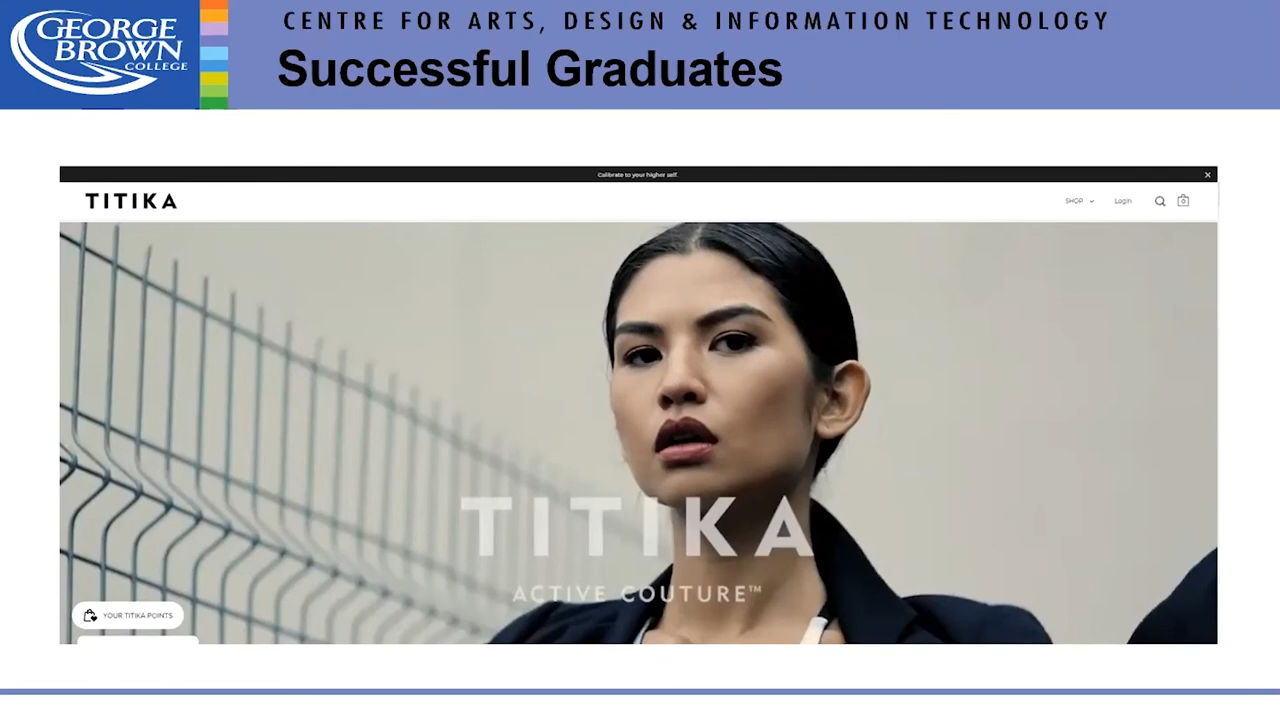 GEORGE
BROWN
COLLEGE
CENTRE FOR ARTS, DESIGN & INFORMATION TECHNOLOGY
Successful Graduates
Calibrate to your higher self.
TITIKA
SHOP
Login
0
TITIKA
ACTIVE COUTURE™
YOUR TITIKA POINTS